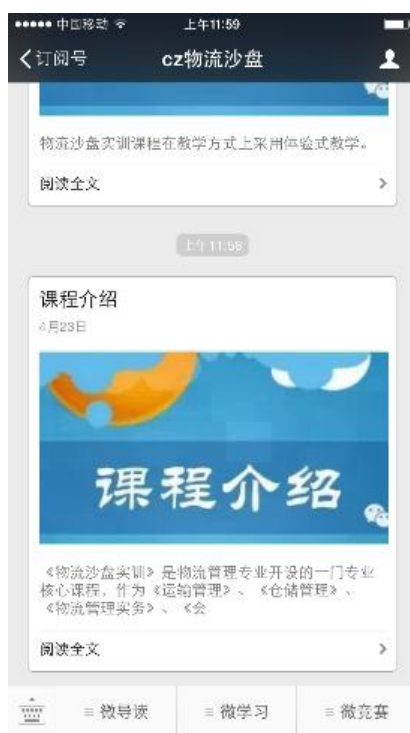 中国移动
上午11:59
订阅号
cz物流沙盘
物流沙盘实训课程在教学方式上采用体验式教学。
阅读全文
上午 11:58
课程介绍
4月23日
课程介绍
《物流沙盘实训》是物流管理专业开设的一门专业
核心课程，作为《运输管理》、《仓储管理》、
《物流管理实务》、《会
阅读全文
微导读
微学习
微竞赛